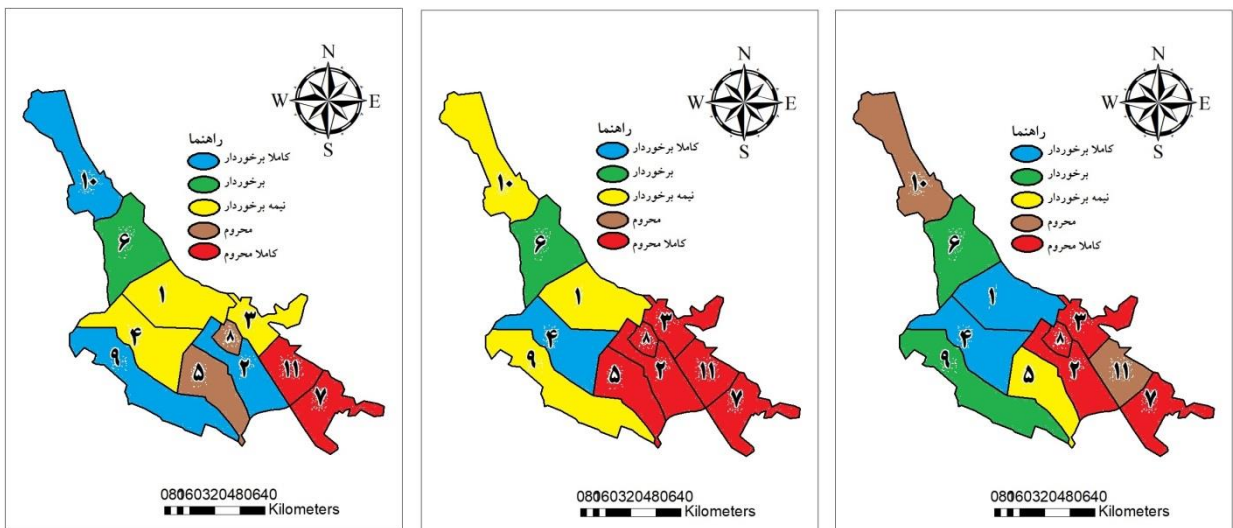 N
W E
S
راهنما
کاملا برخوردار
برخوردار
نیمه برخوردار
محروم
کاملا محروم
۱۰
۶
۱
۳
۴
۸
۹
۵
۲
۱۱
۷
080160320480640
Kilometers
N
W E
S
راهنما
کاملا برخوردار
برخوردار
نیمه برخوردار
محروم
کاملا محروم
۱۰
۶
۱
۳
۴
۸
۹
۵
۲
۱۱
۷
080160320480640
Kilometers
N
W E
S
راهنما
کاملا برخوردار
برخوردار
نیمه برخوردار
محروم
کاملا محروم
۱۰
۶
۱
۳
۴
۸
۹
۵
۲
۱۱
۷
080160320480640
Kilometers